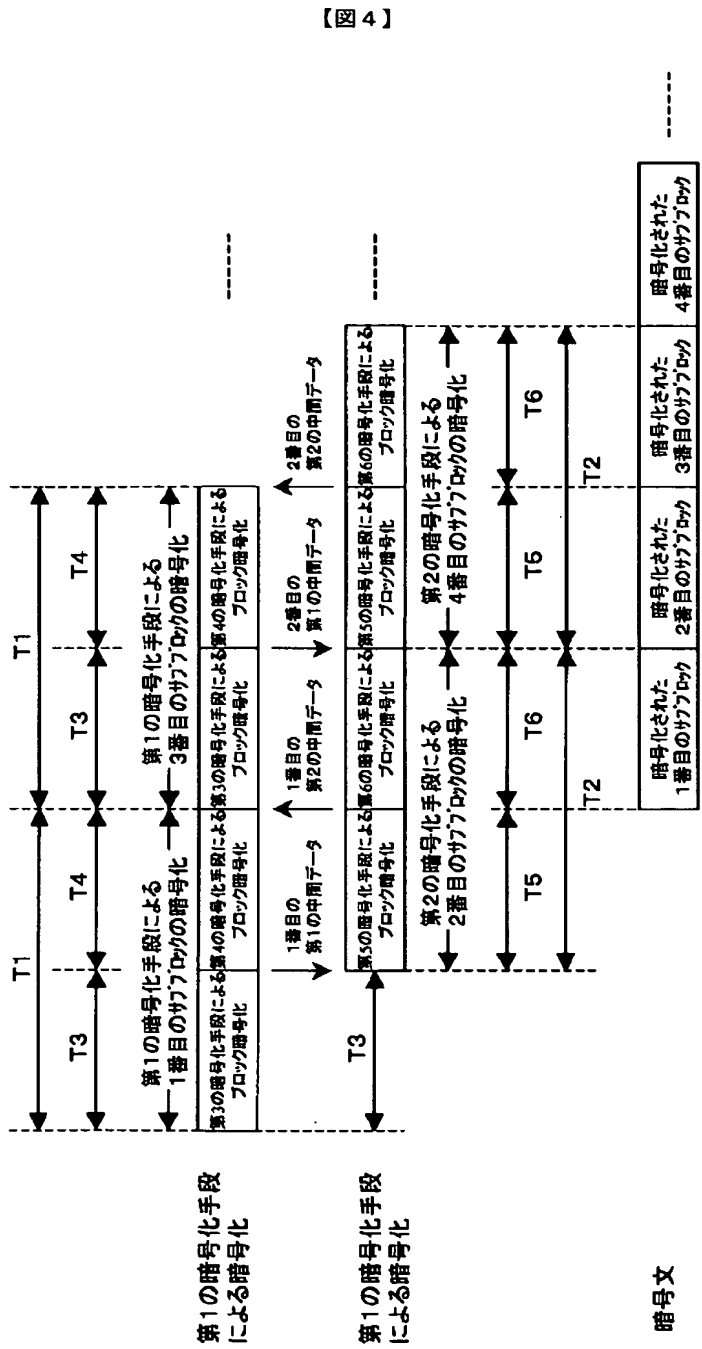 【図4】
T1
T1
T3
T4
T3
T4
第1の暗号化手段による
1番目のサブブロックの暗号化
第1の暗号化手段による
3番目のサブブロックの暗号化
第1の暗号化手段
による暗号化
第3の暗号化手段による
ブロック暗号化
第4の暗号化手段による
ブロック暗号化
第3の暗号化手段による
ブロック暗号化
第4の暗号化手段による
ブロック暗号化
1番目の
第1の中間データ
1番目の
第2の中間データ
2番目の
第1の中間データ
2番目の
第2の中間データ
第1の暗号化手段
による暗号化
T3
第5の暗号化手段による
ブロック暗号化
第6の暗号化手段による
ブロック暗号化
第5の暗号化手段による
ブロック暗号化
第6の暗号化手段による
ブロック暗号化
第2の暗号化手段による
2番目のサブブロックの暗号化
第2の暗号化手段による
4番目のサブブロックの暗号化
T5
T6
T5
T6
T2
T2
暗号文
暗号化された
1番目のサブブロック
暗号化された
2番目のサブブロック
暗号化された
3番目のサブブロック
暗号化された
4番目のサブブロック